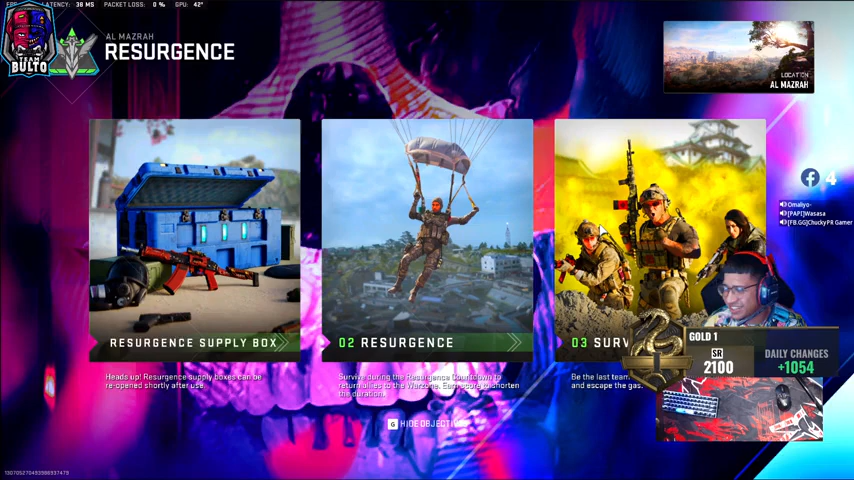 LATENCY: 38 MS PACKET LOSS: 0 % GPU: 42°
TEAM
BULTO
AL MAZRAH
RESURGENCE
LOCATION
AL MAZRAH
4
Omaliyo-
[PAPI]Wasasa
[FB.GG]ChuckyPR Gamer
RESURGENCE SUPPLY BOX
02 RESURGENCE
03 SURV
Heads up! Resurgence supply boxes can be
re-opened shortly after use.
Survive during the Resurgence Countdown to
return allies to the Warzone. Earn score to shorten
the duration.
Be the last team
and escape the gas.
GOLD 1
SR
2100
DAILY CHANGES
+1054
G HIDE OBJECTIV